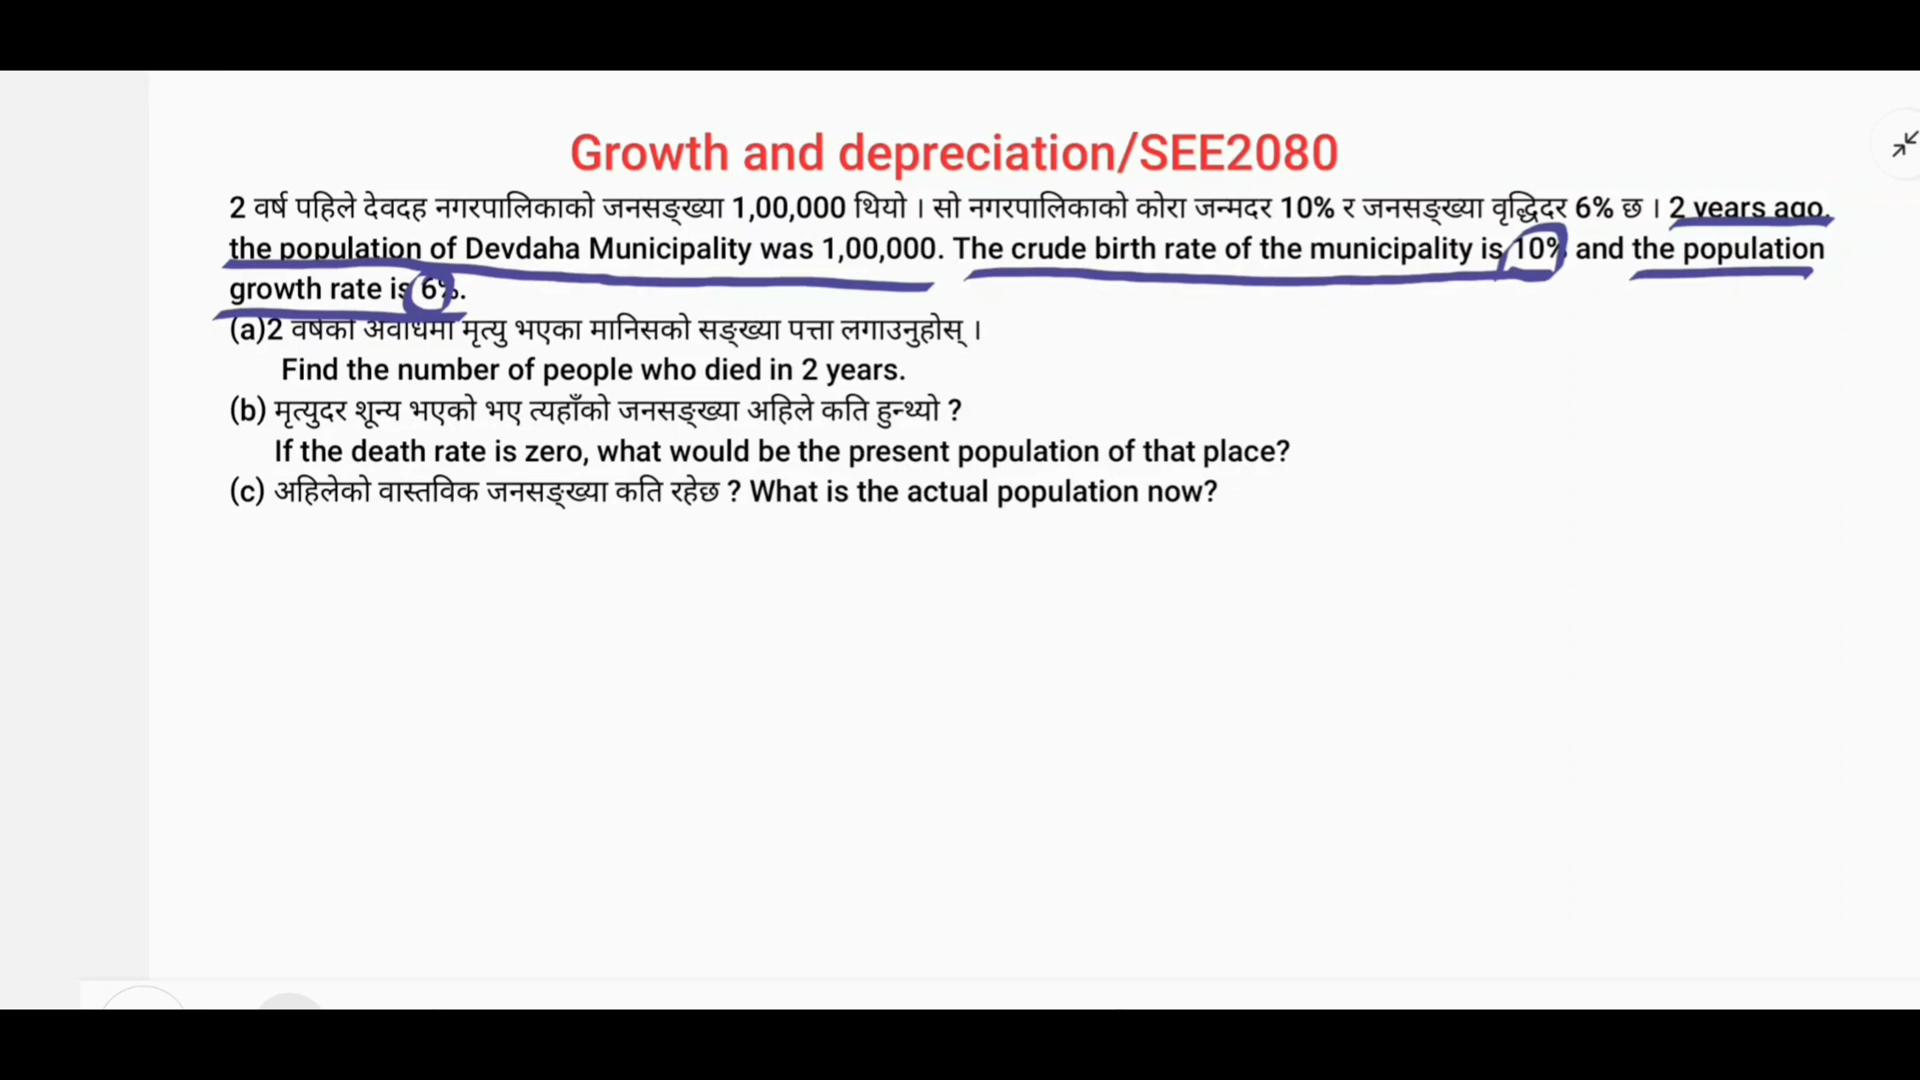 Growth and depreciation/SEE2080
2 वर्ष पहिले देवदह नगरपालिकाको जनसङ्ख्या 1,00,000 थियो । सो नगरपालिकाको कोरा जन्मदर 10% र जनसङ्ख्या वृद्धिदर 6% छ । 2 years ago,
the population of Devdaha Municipality was 1,00,000. The crude birth rate of the municipality is 10% and the population
growth rate is 6%.
(a)2 वर्षको अवधिमा मृत्यु भएका मानिसको सङ्ख्या पत्ता लगाउनुहोस् ।
Find the number of people who died in 2 years.
(b) मृत्युदर शून्य भएको भए त्यहाँको जनसङ्ख्या अहिले कति हुन्थ्यो ?
If the death rate is zero, what would be the present population of that place?
(c) अहिलेको वास्तविक जनसङ्ख्या कति रहेछ ? What is the actual population now?